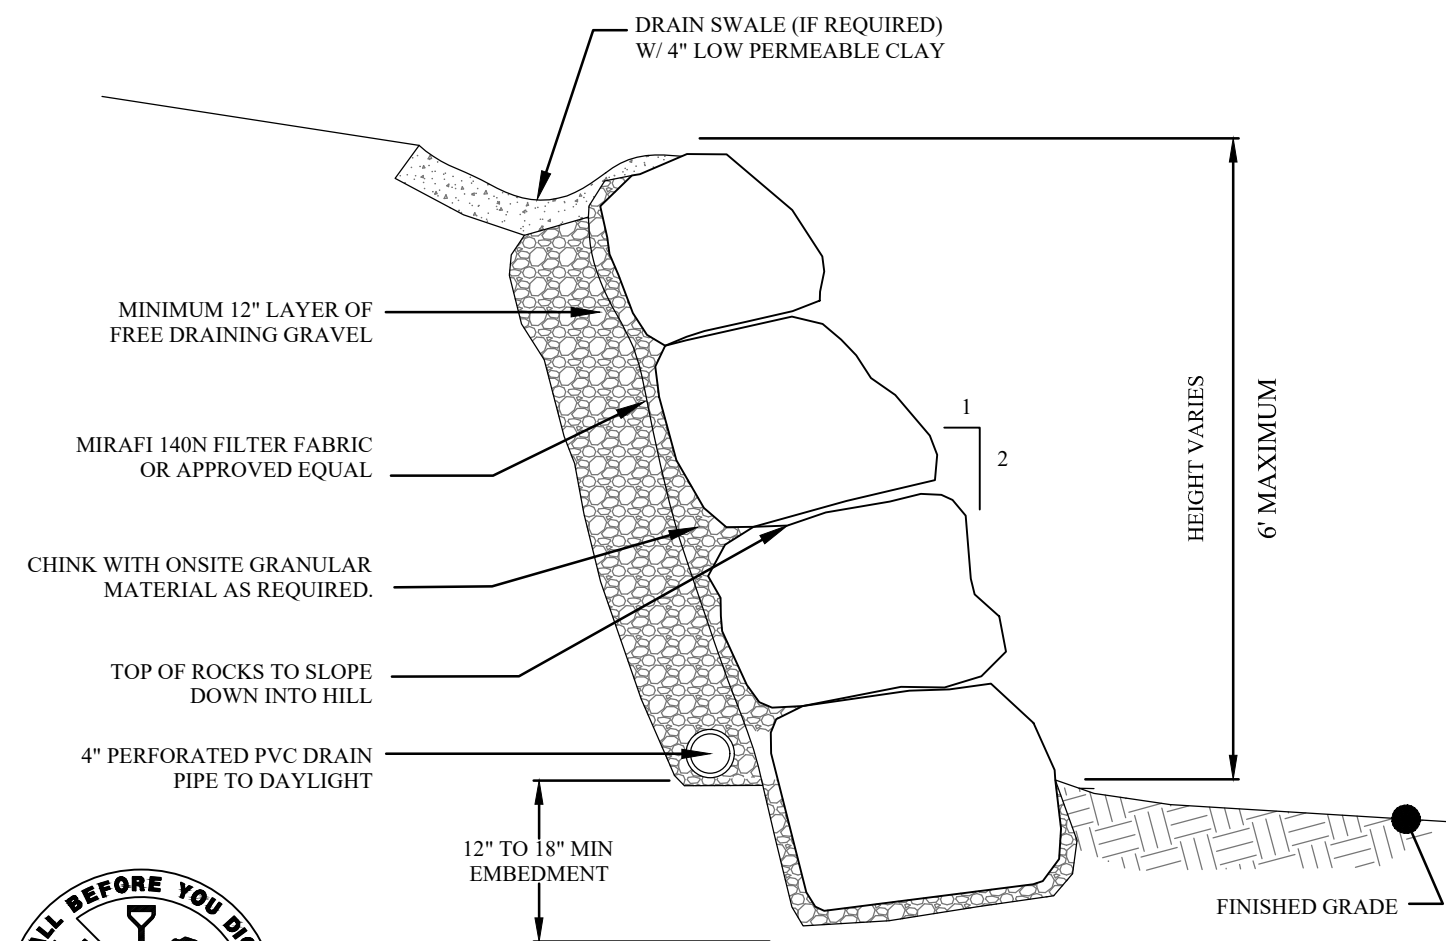 DRAIN SWALE (IF REQUIRED)
W/ 4" LOW PERMEABLE CLAY
MINIMUM 12" LAYER OF
FREE DRAINING GRAVEL
MIRAFI 140N FILTER FABRIC
OR APPROVED EQUAL
1
2
HEIGHT VARIES
6' MAXIMUM
CHINK WITH ONSITE GRANULAR
MATERIAL AS REQUIRED.
TOP OF ROCKS TO SLOPE
DOWN INTO HILL
4" PERFORATED PVC DRAIN
PIPE TO DAYLIGHT
12" TO 18" MIN
EMBEDMENT
FINISHED GRADE
BEFORE YOU